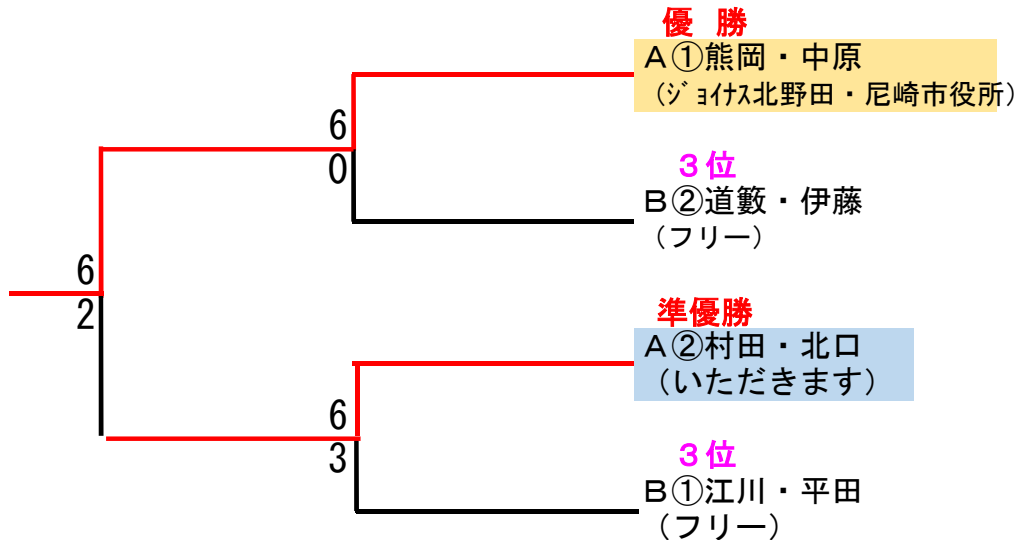 優 勝
A①熊岡・中原
(ｼﾞｮｲﾅｽ北野田・尼崎市役所)
6
0
3位
B②道籔・伊藤
(フリー)
6
2
準優勝
A②村田・北口
(いただきます)
6
3
3位
B①江川・平田
(フリー)